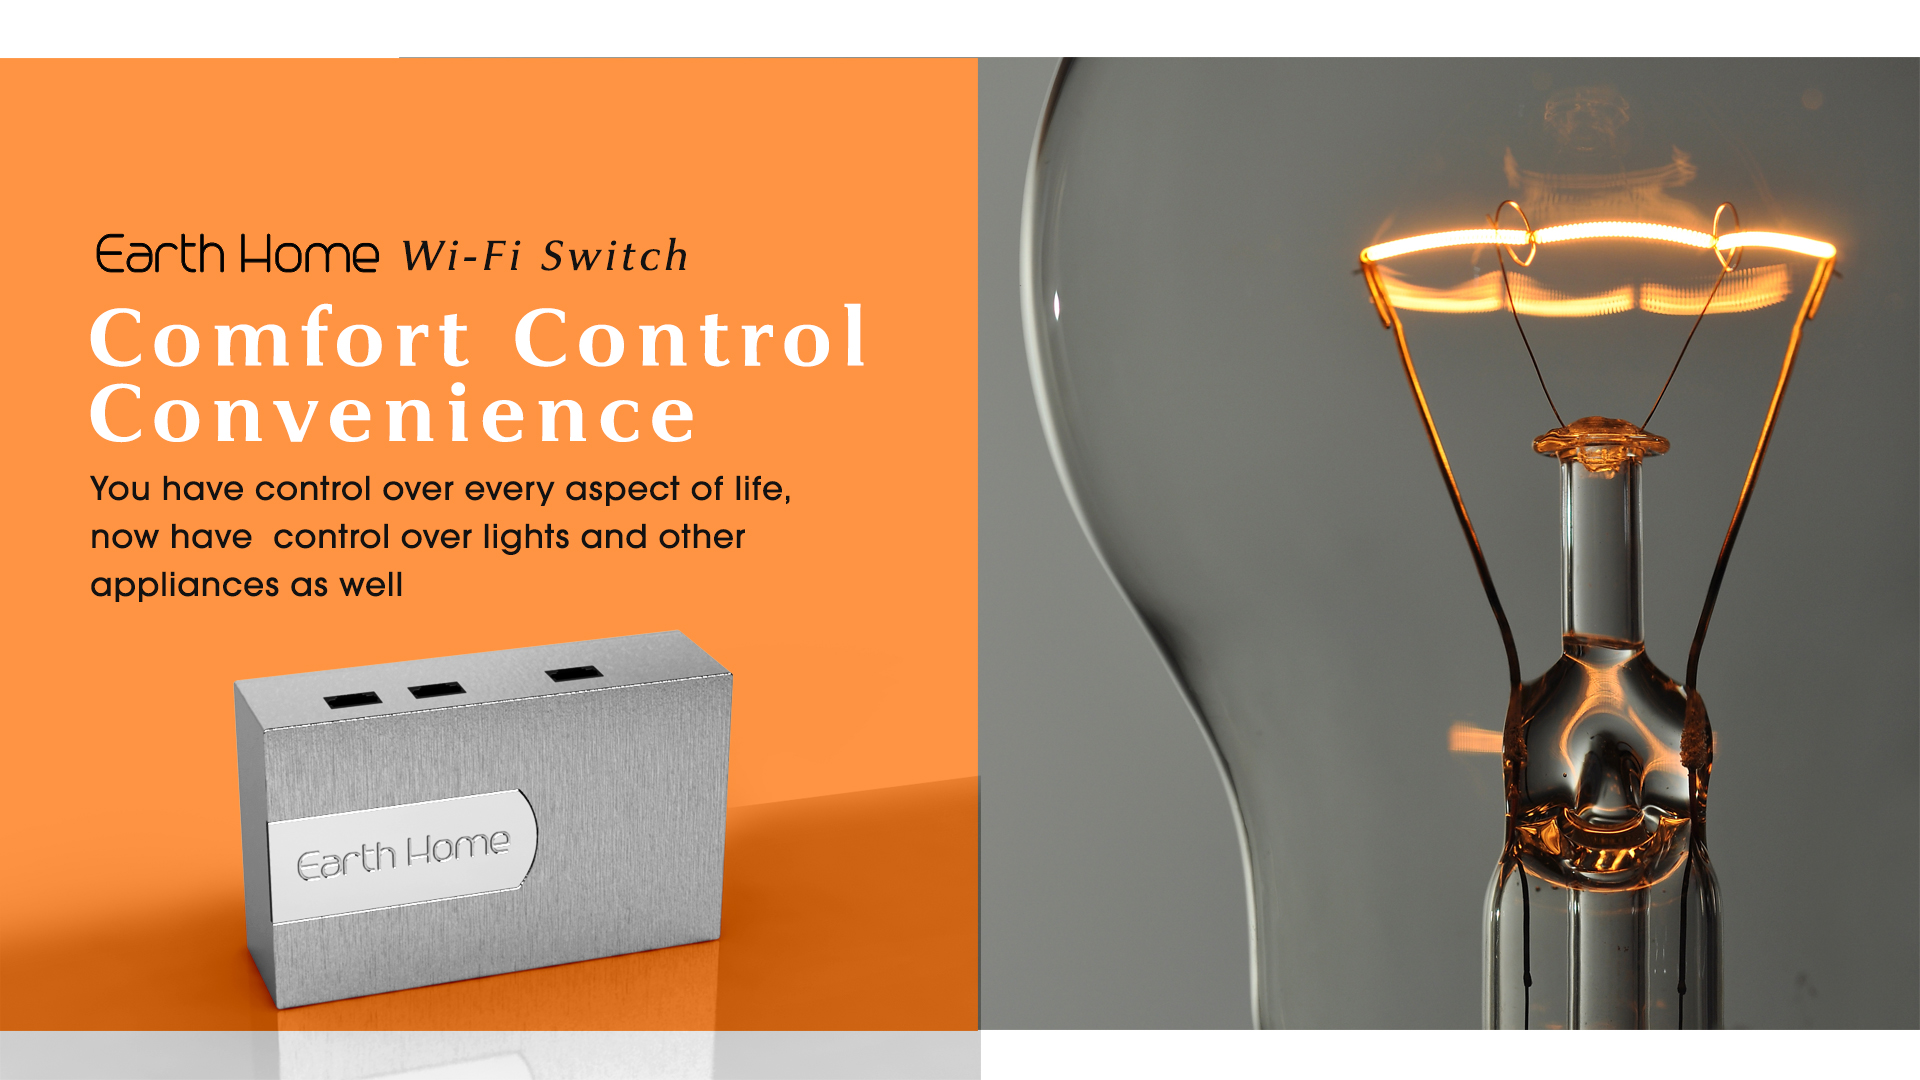 Earth Home Wi-Fi Switch
Comfort Control
Convenience
You have control over every aspect of life,
now have  control over lights and other
appliances as well
Earth Home